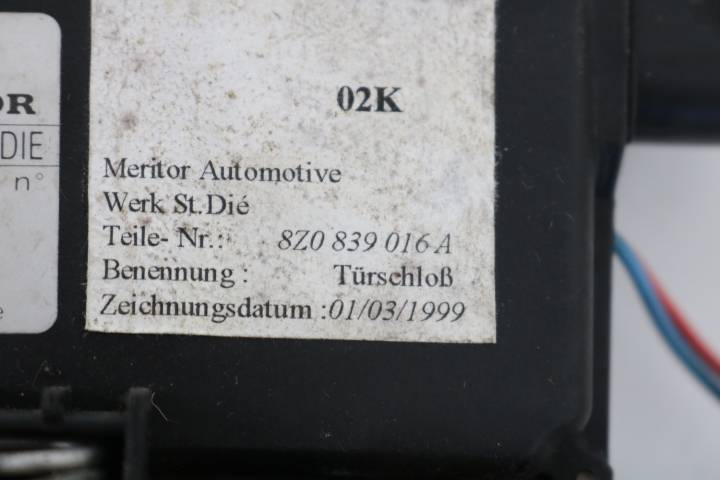 OR
DIE
n°
e
02K
Meritor Automotive
Werk St.Dié
Teile- Nr.: 8Z0 839 016 A
Benennung : Türschloß
Zeichnungsdatum :01/03/1999